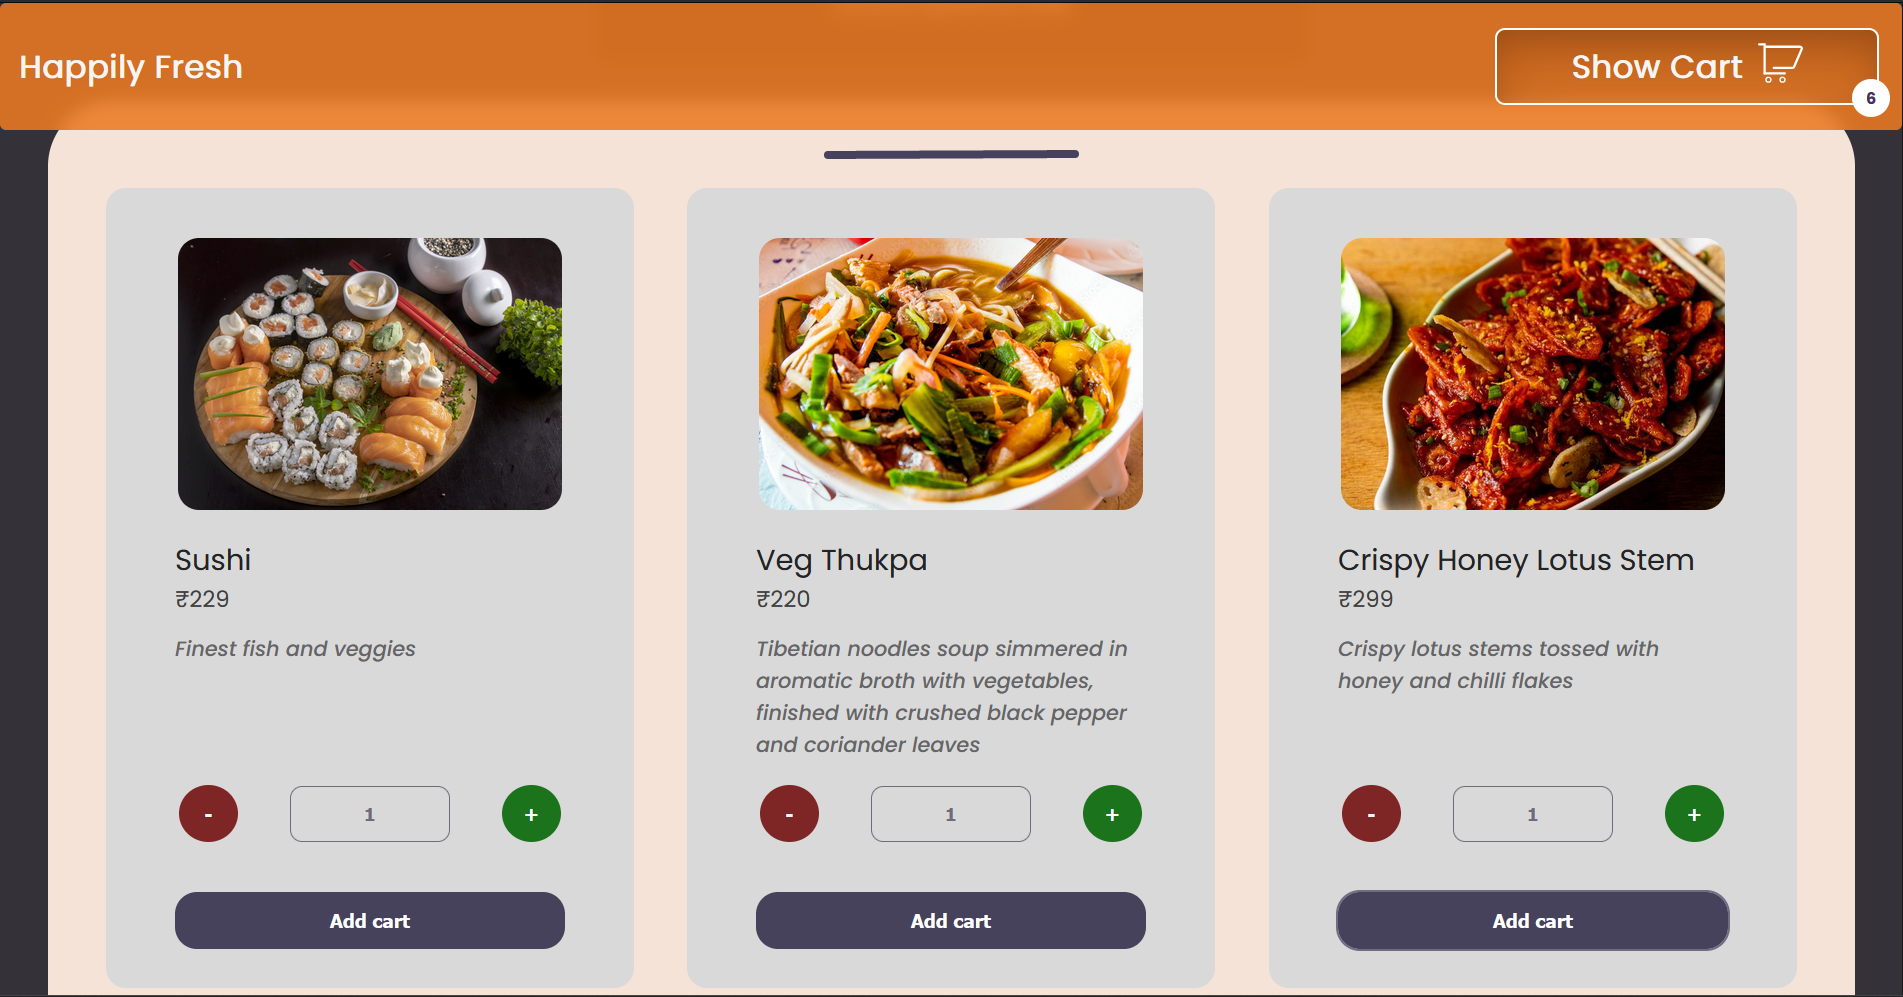 Happily Fresh
Show Cart
6
Sushi
₹229
Finest fish and veggies
- 1 +
Add cart
Veg Thukpa
₹220
Tibetian noodles soup simmered in
aromatic broth with vegetables,
finished with crushed black pepper
and coriander leaves
- 1 +
Add cart
Crispy Honey Lotus Stem
₹299
Crispy lotus stems tossed with
honey and chilli flakes
- 1 +
Add cart